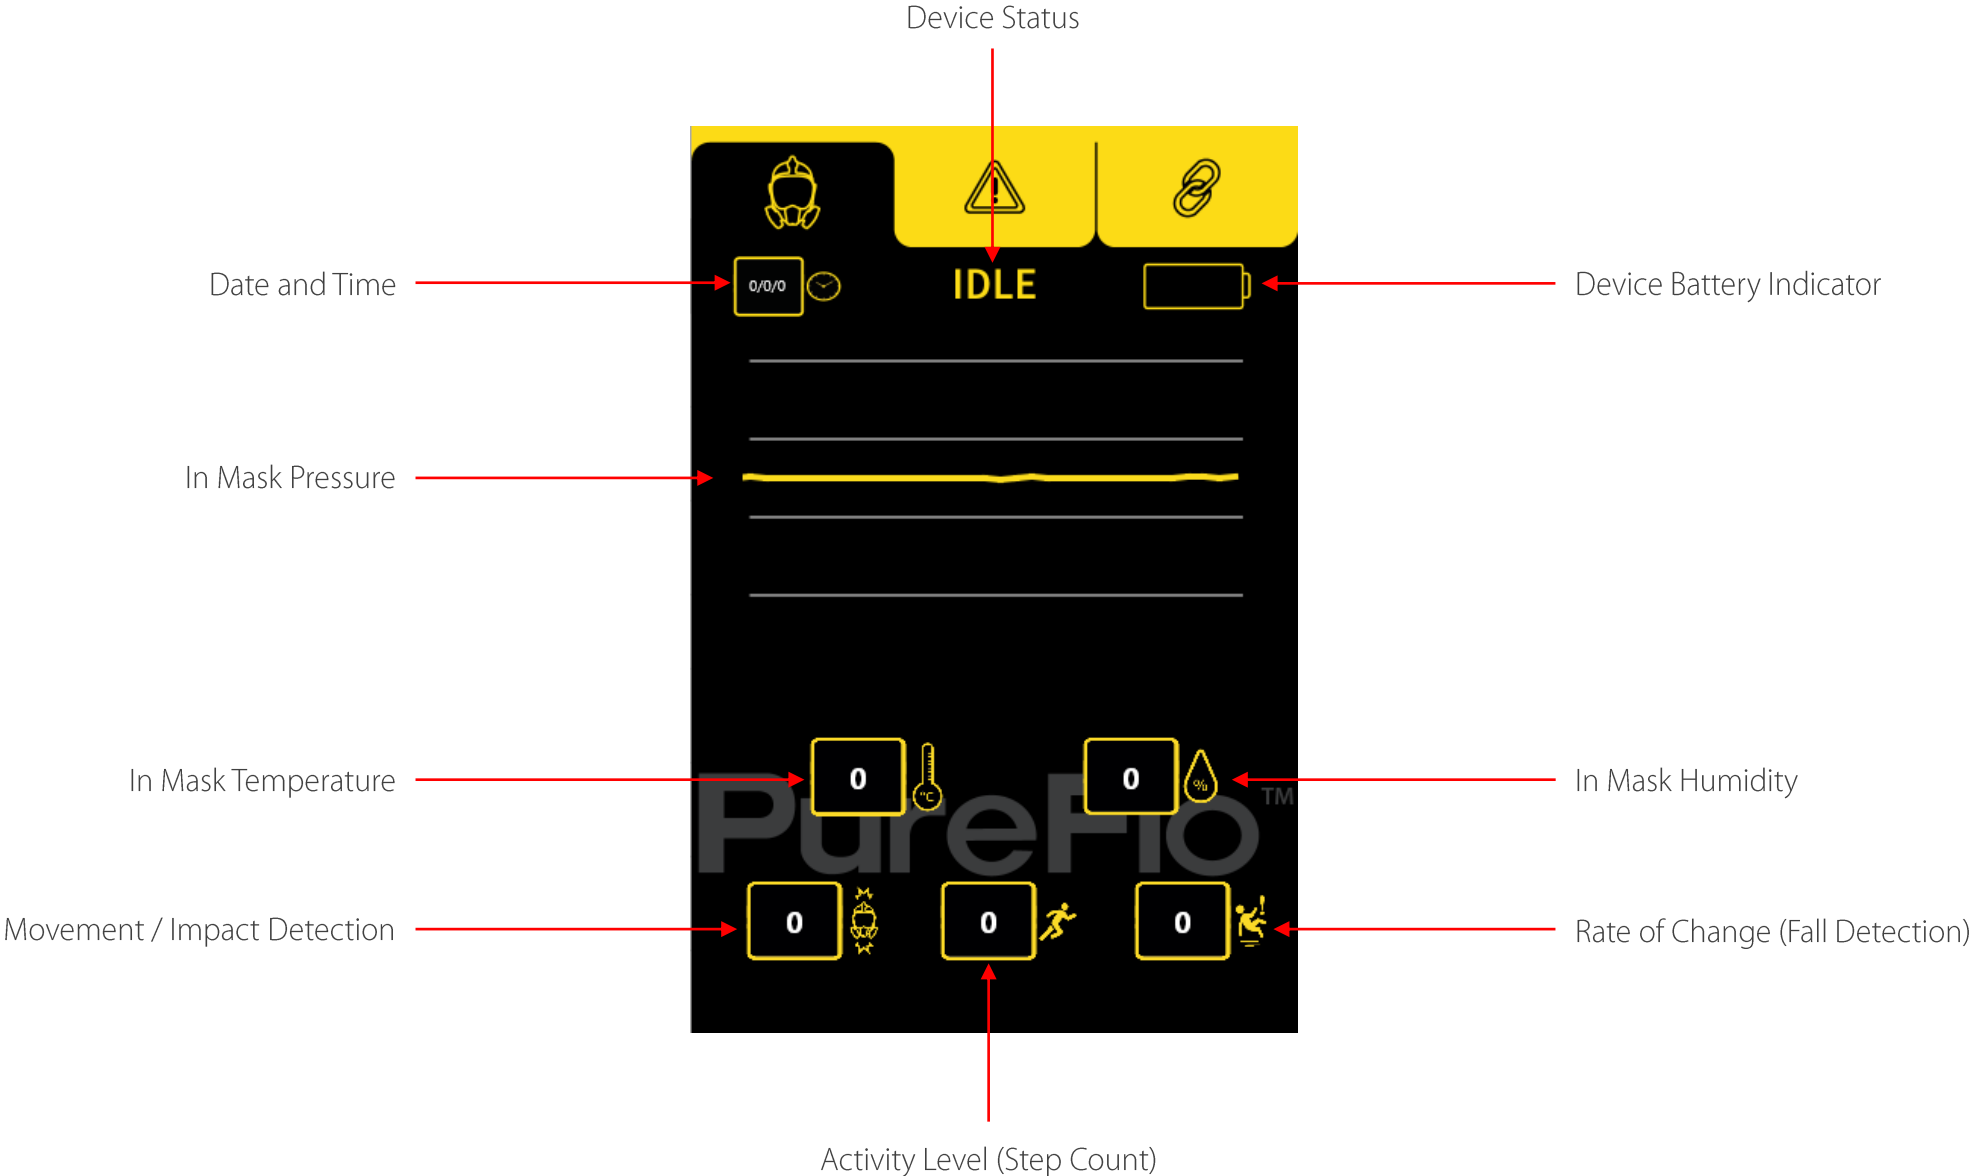 Device Status
Date and Time
0/0/0
IDLE
Device Battery Indicator
In Mask Pressure
In Mask Temperature
0
°C
0
%
In Mask Humidity
PureFlo™
Movement / Impact Detection
0
0
0
Rate of Change (Fall Detection)
Activity Level (Step Count)